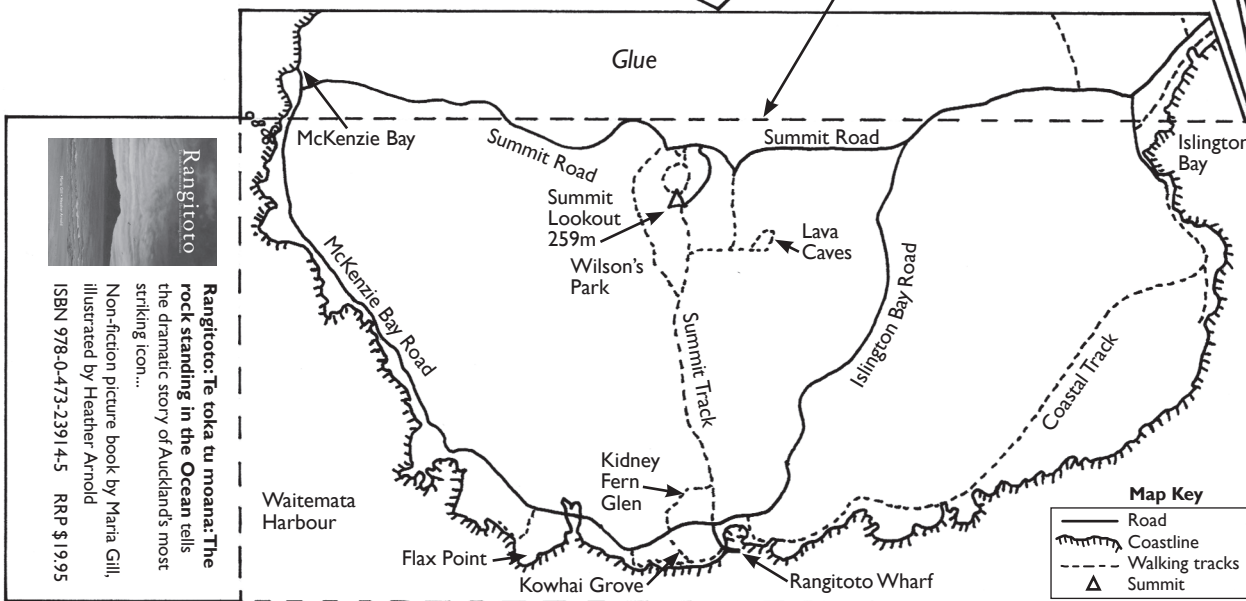 Glue
McKenzie Bay
Summit Road
Summit Road
Islington
Bay
Summit
Lookout
259m
Wilson's
Park
Lava
Caves
McKenzie Bay Road
Summit Track
Islington Bay Road
Coastal Track
Kidney
Fern
Glen
Waitemata
Harbour
Flax Point
Kowhai Grove
Rangitoto Wharf
Map Key
Road
Coastline
Walking tracks
Summit
Rangitoto
Rangitoto: Te toka tu moana: The
rock standing in the Ocean tells
the dramatic story of Auckland's most
striking icon...
Non-fiction picture book by Maria Gill,
illustrated by Heather Arnold
ISBN 978-0-473-23914-5 RRP $19.95